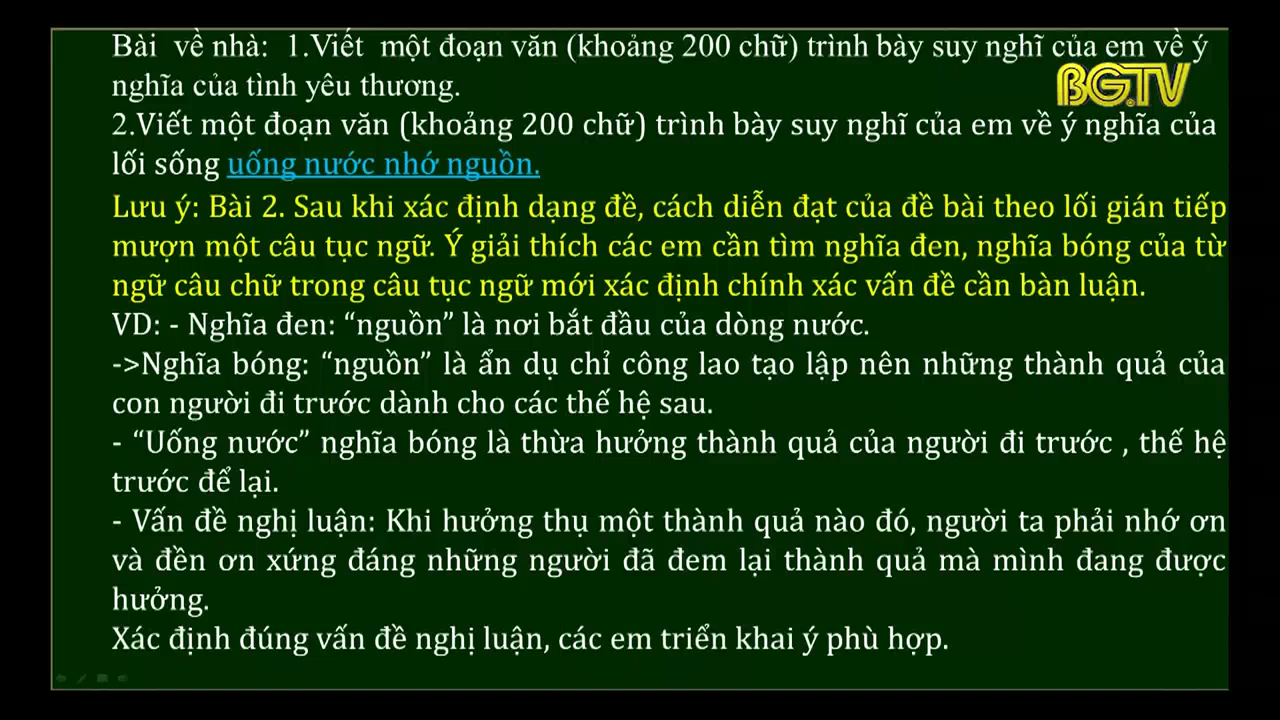 Bài về nhà: 1.Viết một đoạn văn (khoảng 200 chữ) trình bày suy nghĩ của em về ý
nghĩa của tình yêu thương.
BGTV
2.Viết một đoạn văn (khoảng 200 chữ) trình bày suy nghĩ của em về ý nghĩa của
lối sống uống nước nhớ nguồn.
Lưu ý: Bài 2. Sau khi xác định dạng đề, cách diễn đạt của đề bài theo lối gián tiếp
mượn một câu tục ngữ. Ý giải thích các em cần tìm nghĩa đen, nghĩa bóng của từ
ngữ câu chữ trong câu tục ngữ mới xác định chính xác vấn đề cần bàn luận.
VD: - Nghĩa đen: “nguồn” là nơi bắt đầu của dòng nước.
->Nghĩa bóng: “nguồn” là ẩn dụ chỉ công lao tạo lập nên những thành quả của
con người đi trước dành cho các thế hệ sau.
- “Uống nước” nghĩa bóng là thừa hưởng thành quả của người đi trước , thế hệ
trước để lại.
- Vấn đề nghị luận: Khi hưởng thụ một thành quả nào đó, người ta phải nhớ ơn
và đền ơn xứng đáng những người đã đem lại thành quả mà mình đang được
hưởng.
Xác định đúng vấn đề nghị luận, các em triển khai ý phù hợp.